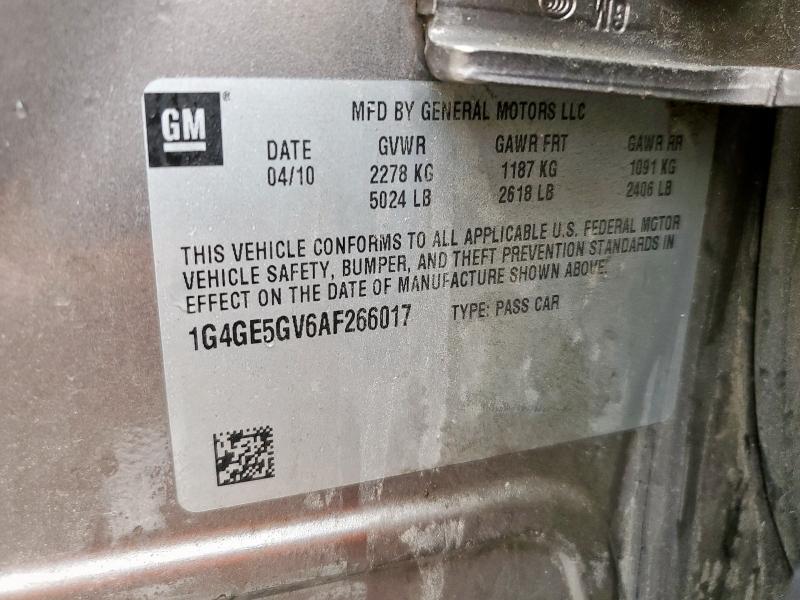 GM ®
MFD BY GENERAL MOTORS LLC
DATE GVWR GAWR FRT GAWR RR
04/10 2278 KG 1187 KG 1091 KG
5024 LB 2618 LB 2406 LB
THIS VEHICLE CONFORMS TO ALL APPLICABLE U.S. FEDERAL MOTOR
VEHICLE SAFETY, BUMPER, AND THEFT PREVENTION STANDARDS IN
EFFECT ON THE DATE OF MANUFACTURE SHOWN ABOVE.
1G4GE5GV6AF266017 TYPE: PASS CAR